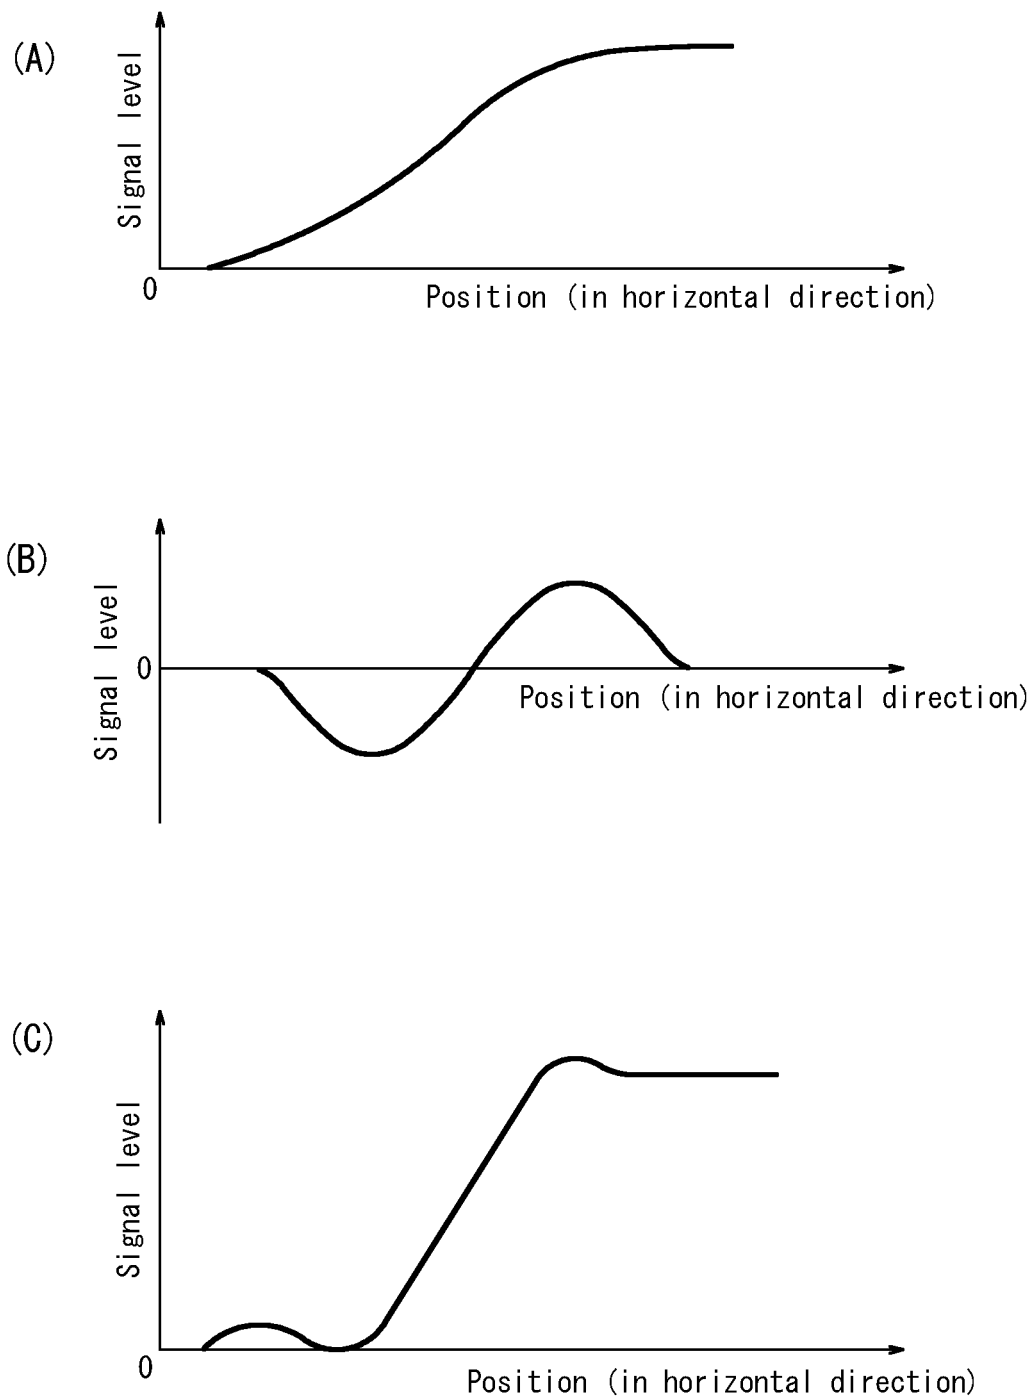 (A)
Signal level
0
Position (in horizontal direction)
(B)
Signal level
0
Position (in horizontal direction)
(C)
Signal level
0
Position (in horizontal direction)